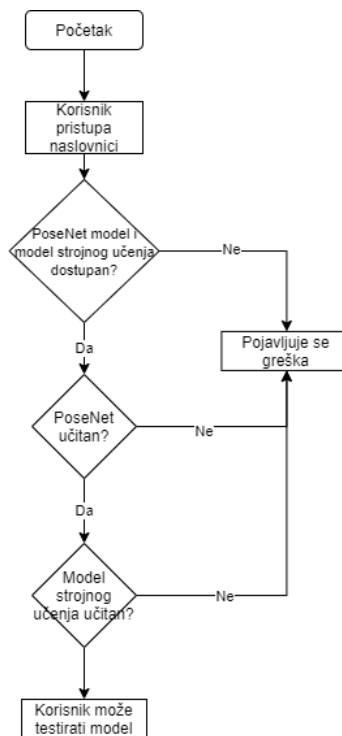 Početak
Korisnik
pristupa
naslovnici
PoseNet model i
model strojnog učenja
dostupan?
Ne
Da
Pojavljuje se
greška
PoseNet
učitan?
Ne
Da
Model
strojnog
učenja učitan?
Ne
Korisnik može
testirati model